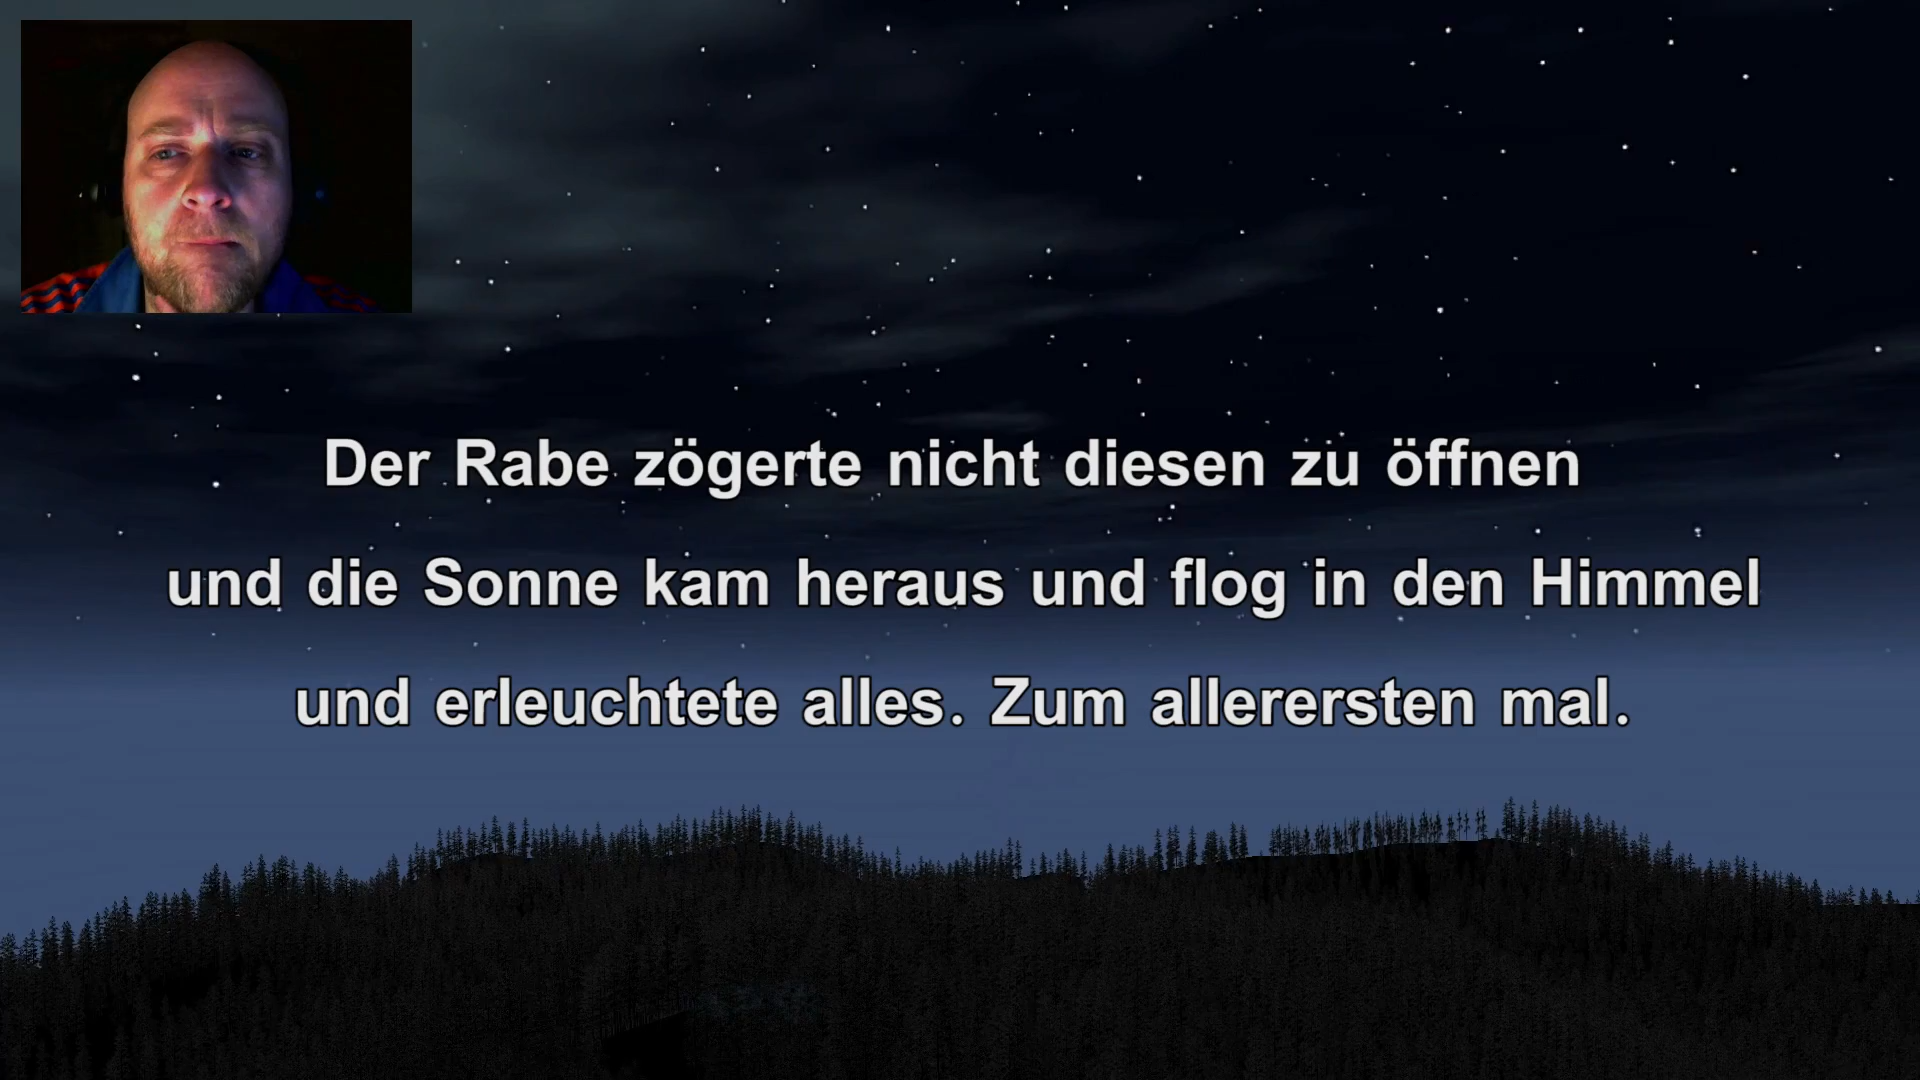 Der Rabe zögerte nicht diesen zu öffnen
und die Sonne kam heraus und flog in den Himmel
und erleuchtete alles. Zum allerersten mal.